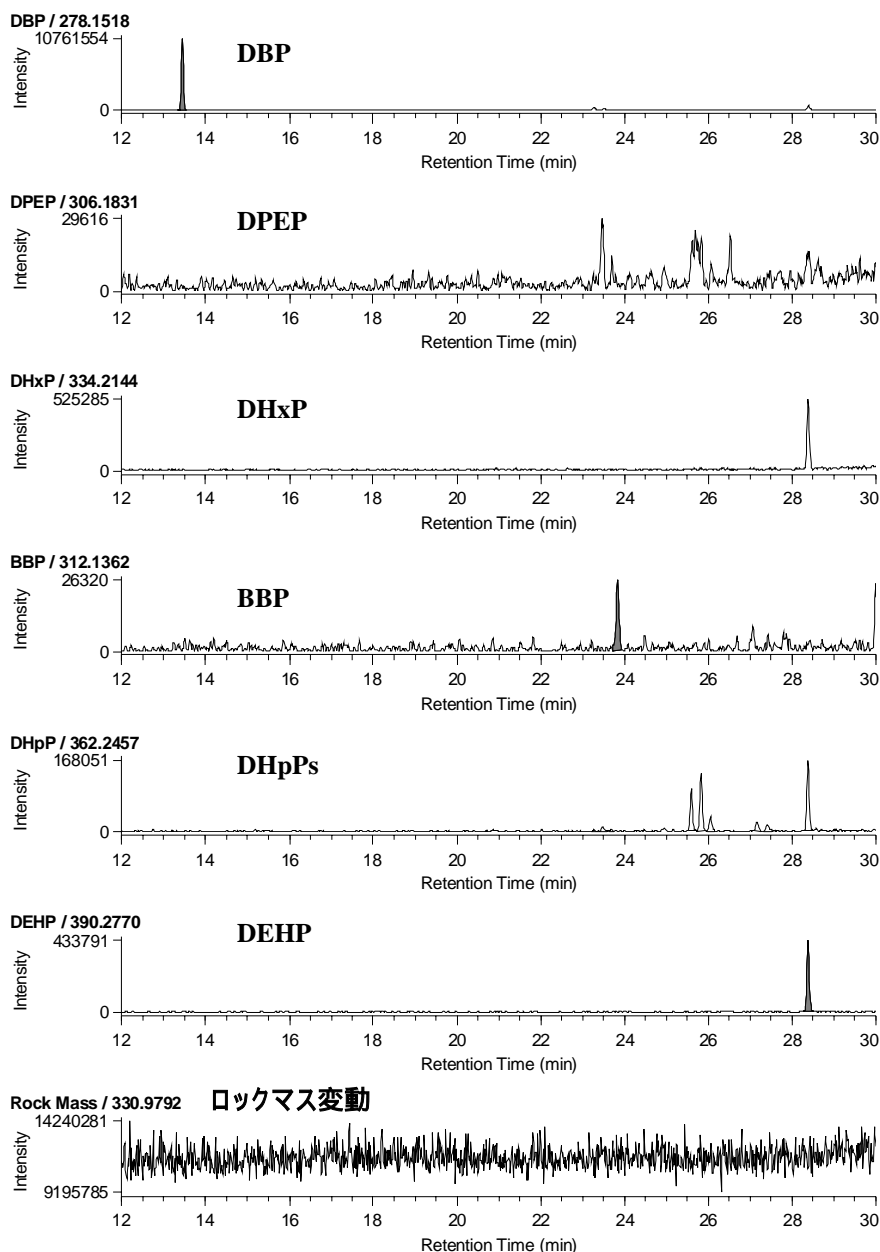 DBP / 278.1518
10761554
DBP
Intensity
0
12 14 16 18 20 22 24 26 28 30
Retention Time (min)
DPEP / 306.1831
29616
DPEP
Intensity
0
12 14 16 18 20 22 24 26 28 30
Retention Time (min)
DHxP / 334.2144
525285
DHxP
Intensity
0
12 14 16 18 20 22 24 26 28 30
Retention Time (min)
BBP / 312.1362
26320
BBP
Intensity
0
12 14 16 18 20 22 24 26 28 30
Retention Time (min)
DHpP / 362.2457
168051
DHpPs
Intensity
0
12 14 16 18 20 22 24 26 28 30
Retention Time (min)
DEHP / 390.2770
433791
DEHP
Intensity
0
12 14 16 18 20 22 24 26 28 30
Retention Time (min)
Rock Mass / 330.9792 ロックマス変動
14240281
Intensity
9195785
12 14 16 18 20 22 24 26 28 30
Retention Time (min)